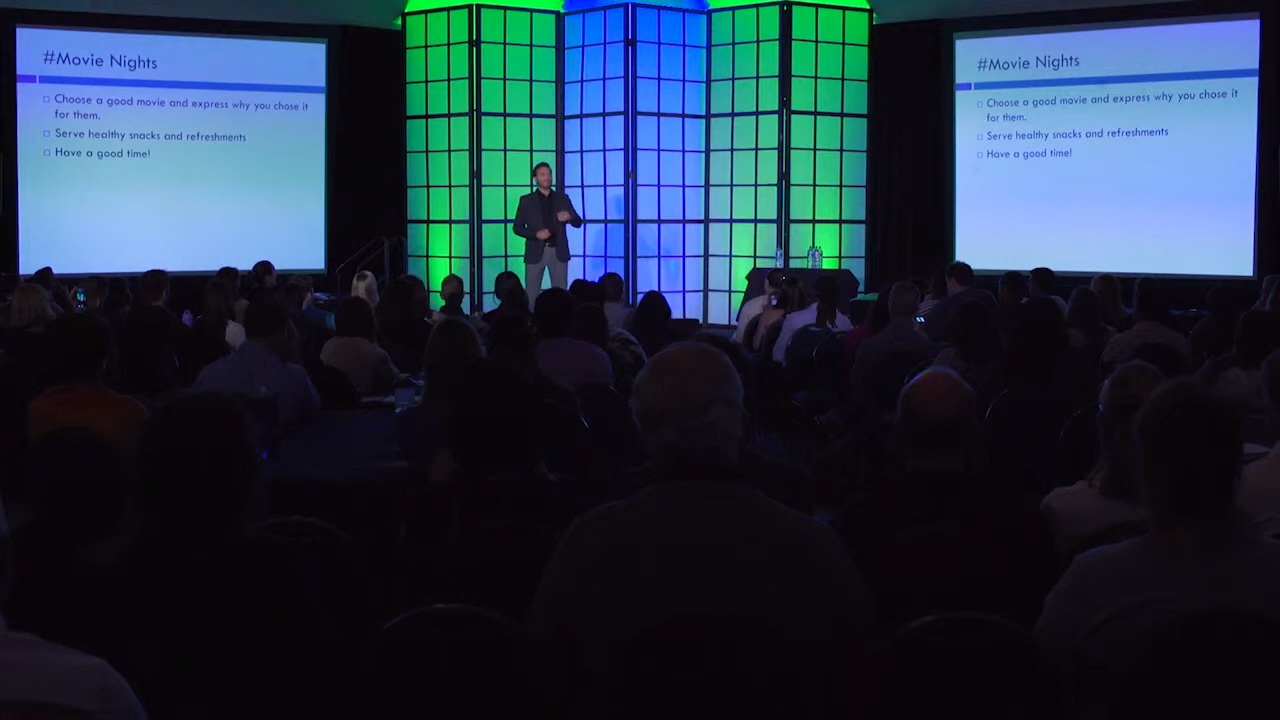 #Movie Nights
Choose a good movie and express why you chose it
for them.
Serve healthy snacks and refreshments
Have a good time!
#Movie Nights
Choose a good movie and express why you chose it
for them.
Serve healthy snacks and refreshments
Have a good time!